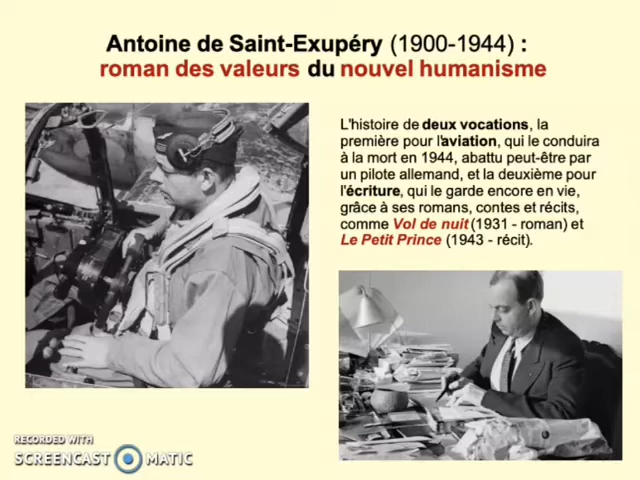 Antoine de Saint-Exupéry (1900-1944) :
roman des valeurs du nouvel humanisme
L'histoire de deux vocations, la
première pour l'aviation, qui le conduira
à la mort en 1944, abattu peut-être par
un pilote allemand, et la deuxième pour
l'écriture, qui le garde encore en vie,
grâce à ses romans, contes et récits,
comme Vol de nuit (1931 - roman) et
Le Petit Prince (1943 - récit).
RECORDED WITH
SCREENCAST MATIC